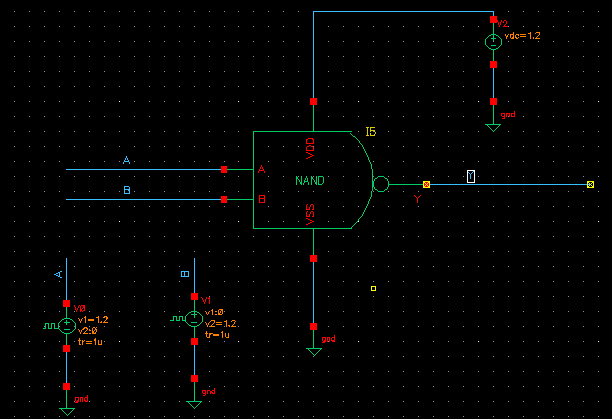 V2
vdc=1.2
gnd
I5
VDD
A
A
NAND
B
B
VSS
Y
Y
A
B
V0
v1=1.2
v2:0
tr=1u
V1
v1:0
v2=1.2
tr=1u
gnd
gnd
gnd